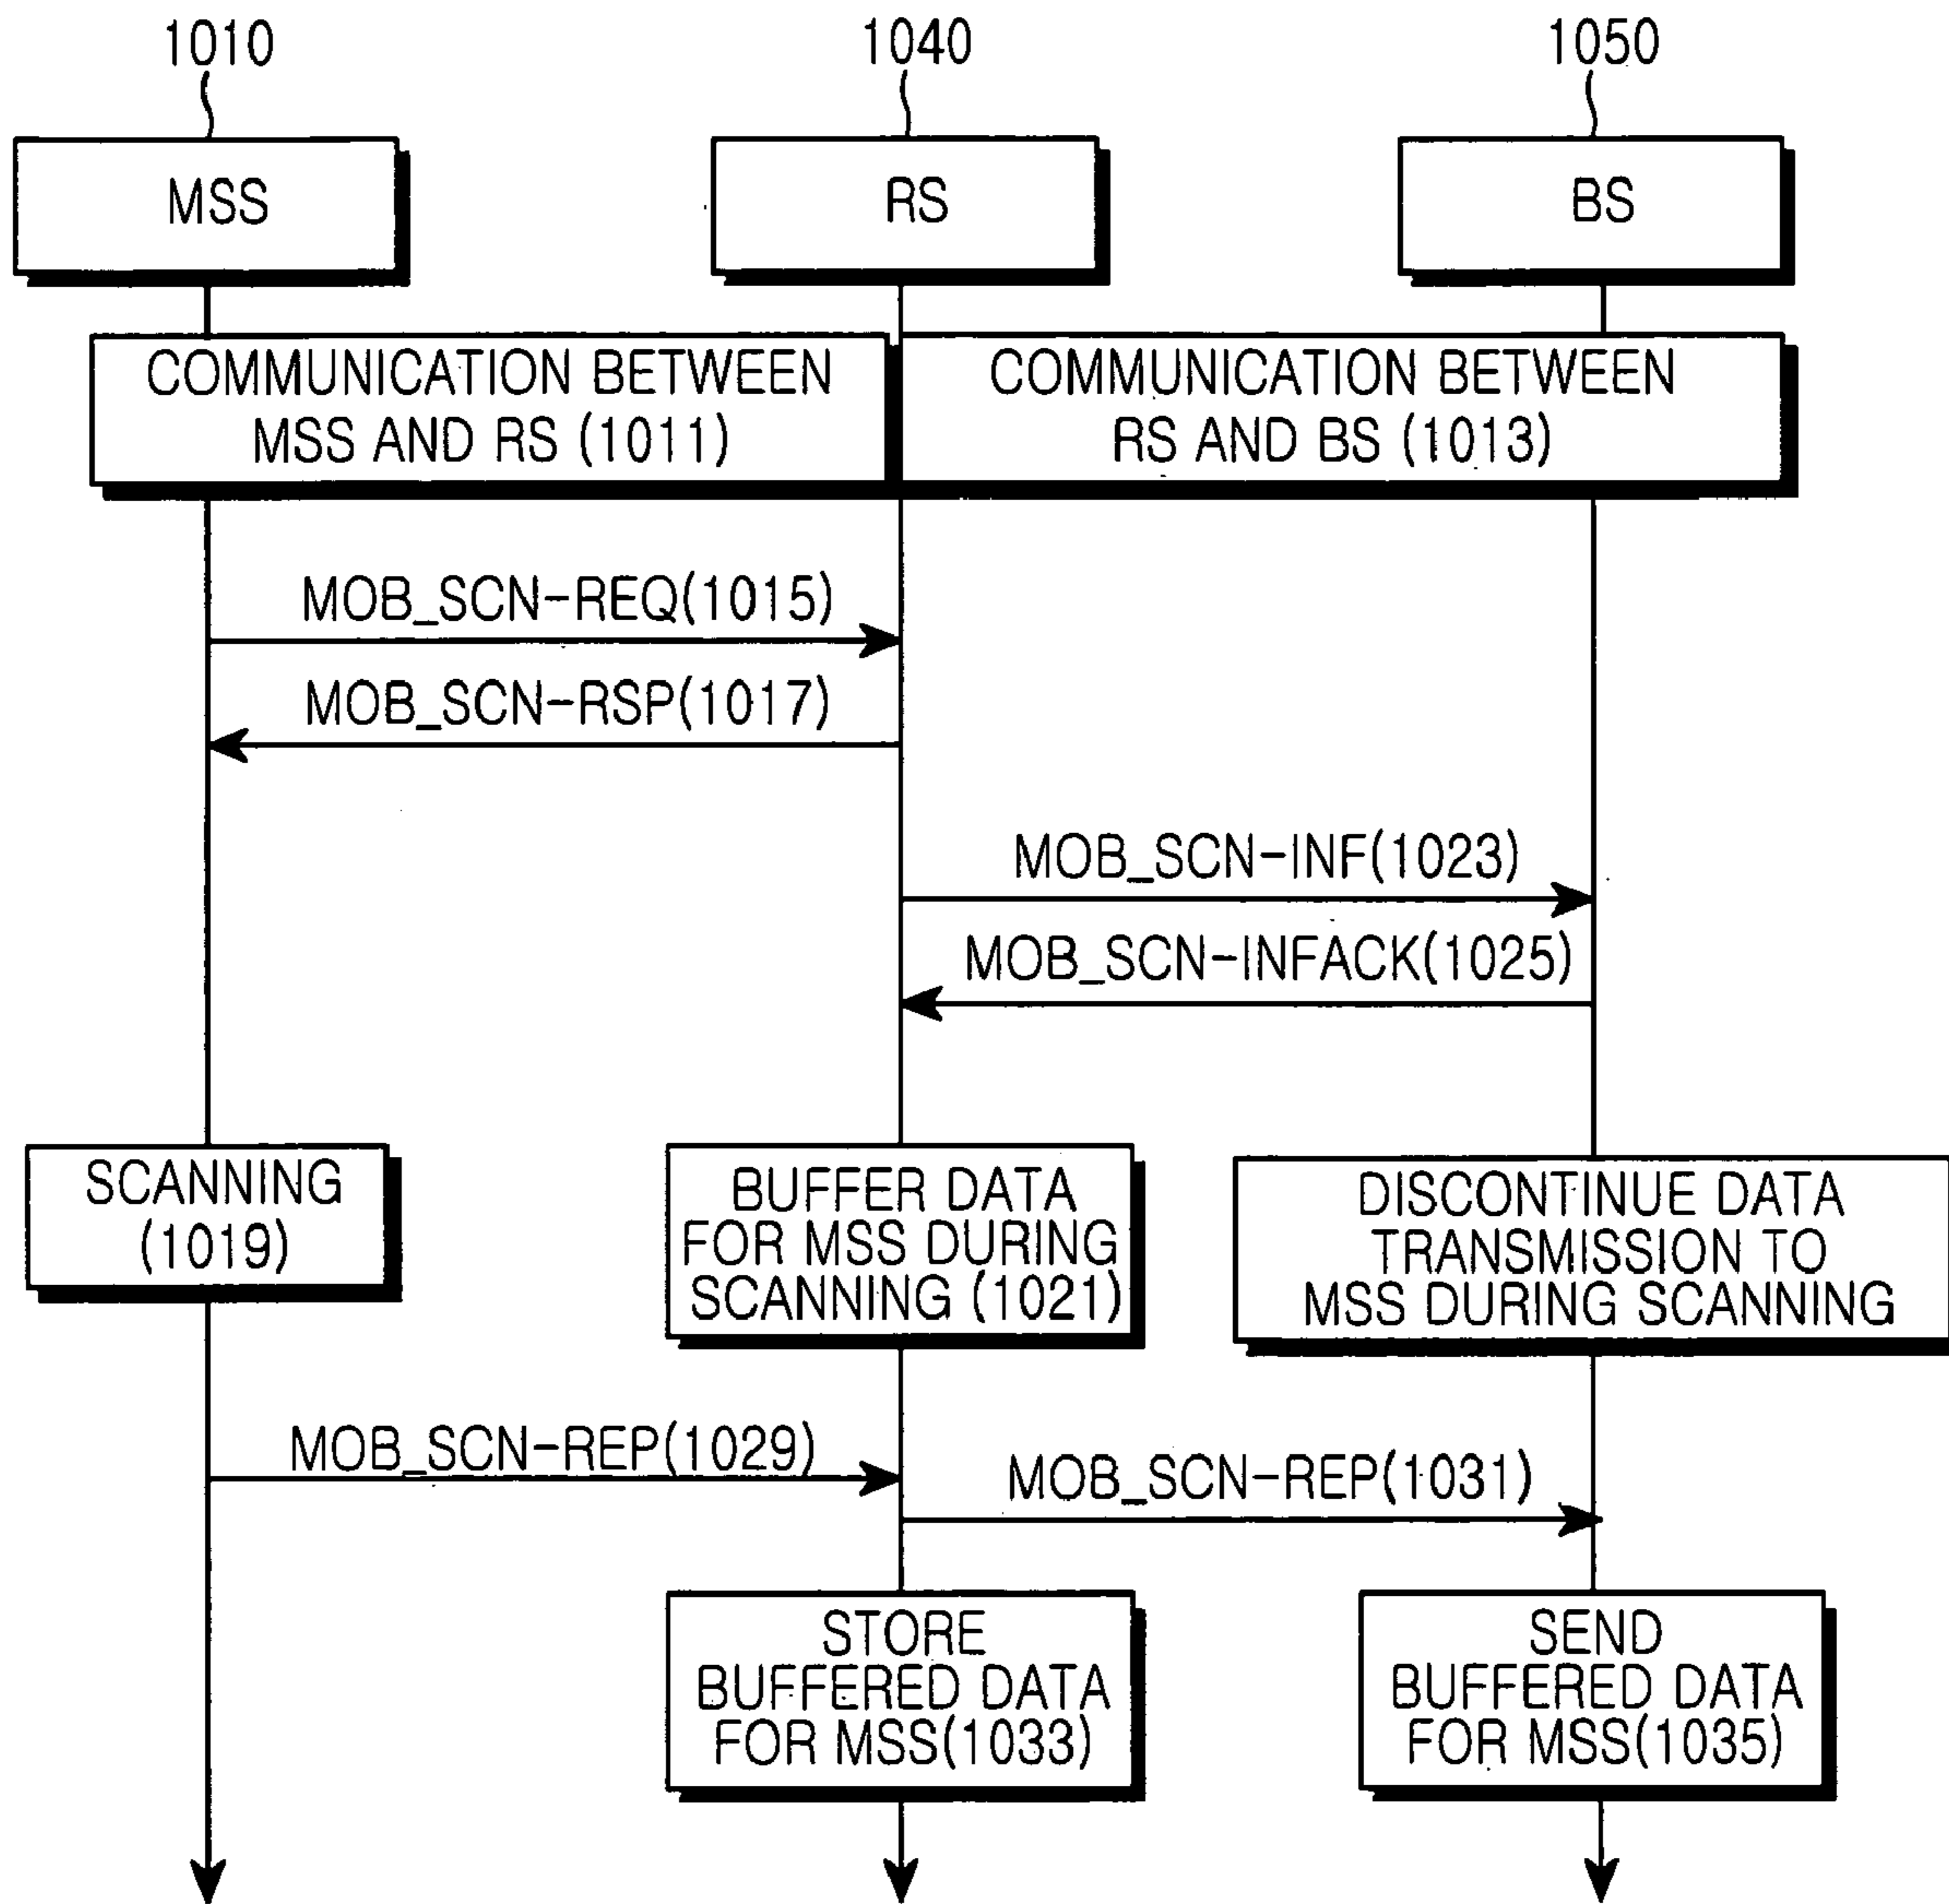 1010
1040
1050
MSS
RS
BS
COMMUNICATION BETWEEN
MSS AND RS (1011)
COMMUNICATION BETWEEN
RS AND BS (1013)
MOB_SCN-REQ(1015)
MOB_SCN-RSP(1017)
MOB_SCN-INF(1023)
MOB_SCN-INFACK(1025)
SCANNING
(1019)
BUFFER DATA
FOR MSS DURING
SCANNING (1021)
DISCONTINUE DATA
TRANSMISSION TO
MSS DURING SCANNING
MOB_SCN-REP(1029)
MOB_SCN-REP(1031)
STORE
BUFFERED DATA
FOR MSS(1033)
SEND
BUFFERED DATA
FOR MSS(1035)